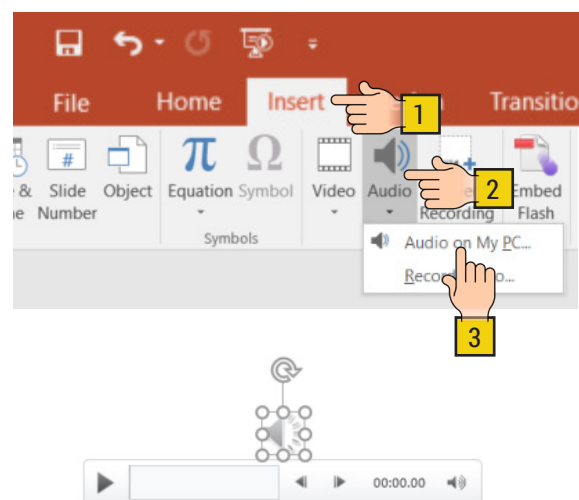 File Home Insert 1 Transitio
# π Ω 2
& Slide Object Equation Symbol Video Audio Embed
e Number Recording Flash
Symbols
Audio on My PC...
Record
3
00:00.00